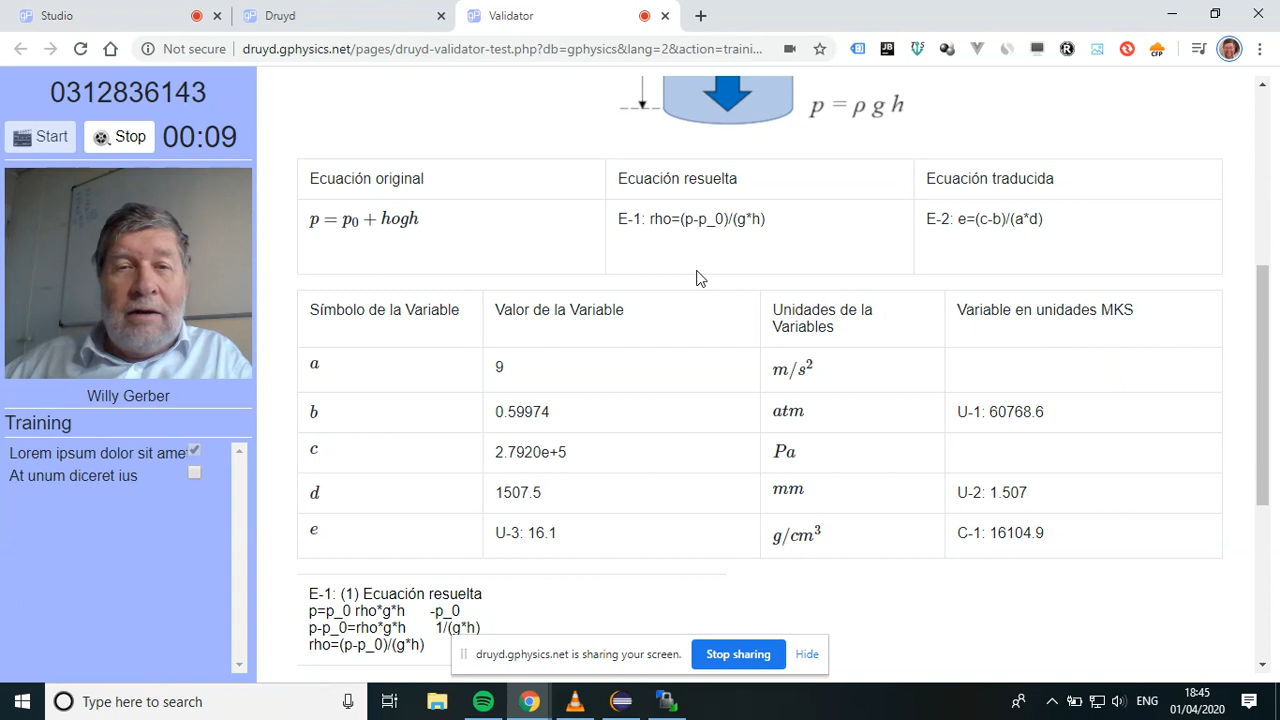 Studio
Druyd
Validator
Not secure druyd.gphysics.net/pages/druyd-validator-test.php?db=gphysics&lang=2&action=traini...
0312836143
Start Stop 00:09
Willy Gerber
Training
Lorem ipsum dolor sit ame
At unum diceret ius
p = ρ g h
Ecuación original Ecuación resuelta Ecuación traducida
p = p₀ + hogh E-1: rho=(p-p_0)/(g*h) E-2: e=(c-b)/(a*d)
Símbolo de la Variable Valor de la Variable Unidades de la Variable en unidades MKS
Variables
a 9 m/s²
b 0.59974 atm U-1: 60768.6
c 2.7920e+5 Pa
d 1507.5 mm U-2: 1.507
e U-3: 16.1 g/cm³ C-1: 16104.9
E-1: (1) Ecuación resuelta
p=p_0 rho*g*h -p_0
p-p_0=rho*g*h 1/(g*h)
rho=(p-p_0)/(g*h)
druyd.gphysics.net is sharing your screen. Stop sharing Hide
Type here to search
ENG
18:45
01/04/2020